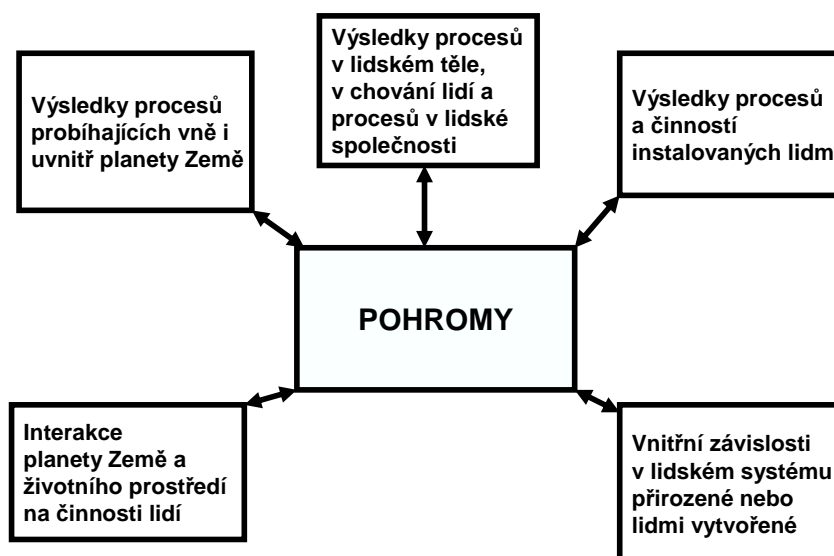 Výsledky procesů
v lidském těle,
v chování lidí a
procesů v lidské
společnosti
Výsledky procesů
probíhajících vně i
uvnitř planety Země
Výsledky procesů
a činností
instalovaných lidm
POHROMY
Interakce
planety Země a
životního prostředí
na činnosti lidí
Vnitřní závislosti
v lidském systému
přirozené nebo
lidmi vytvořené